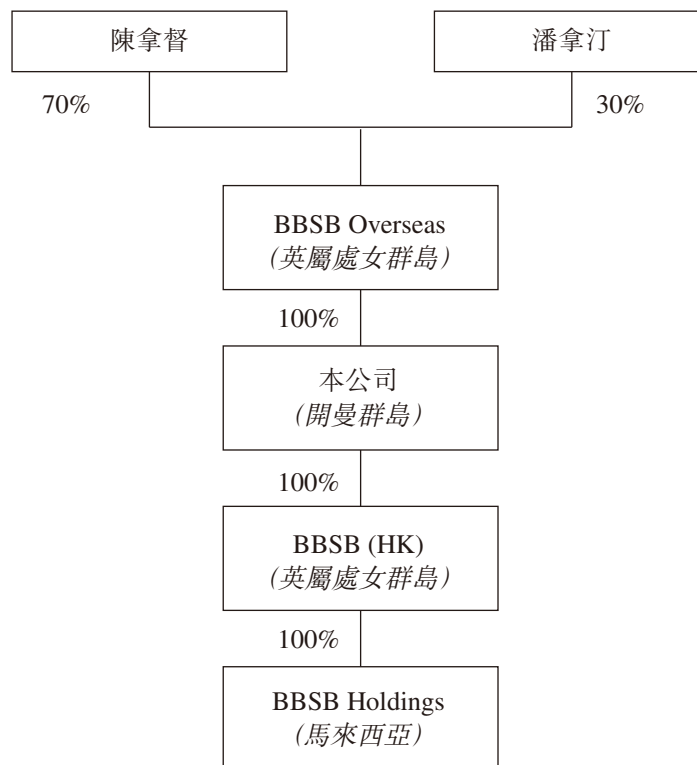 陳拿督
潘拿汀
70%
30%
BBSB Overseas
(英屬處女群島)
100%
本公司
(開曼群島)
100%
BBSB (HK)
(英屬處女群島)
100%
BBSB Holdings
(馬來西亞)